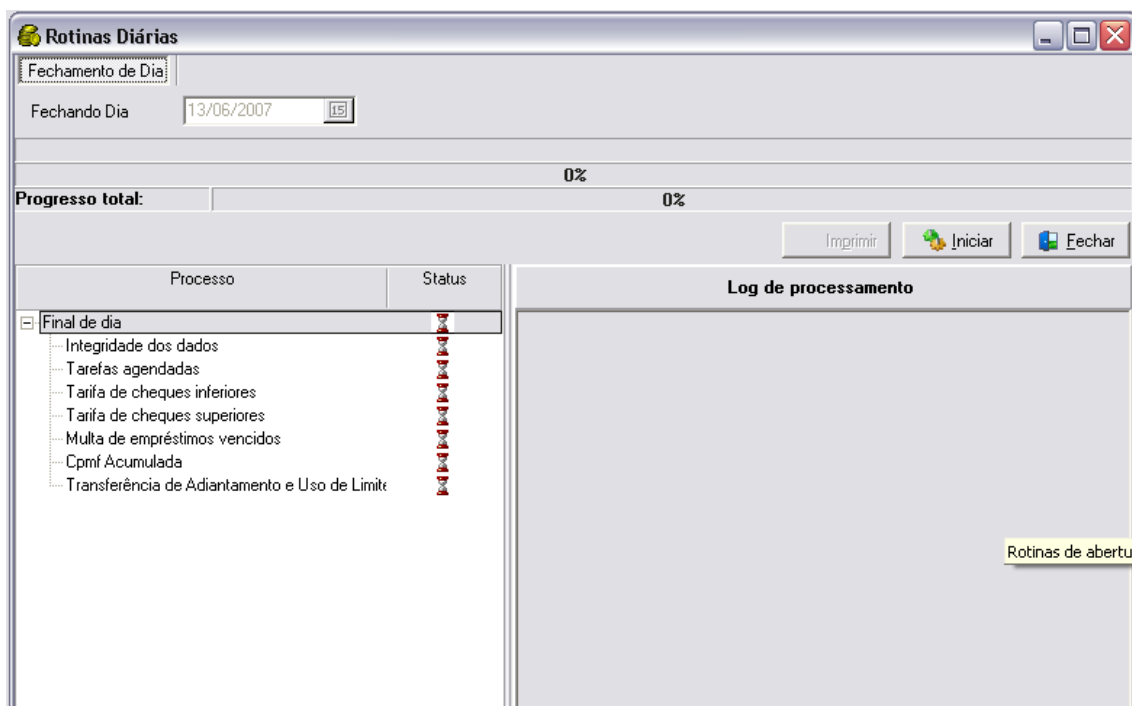 Rotinas Diárias
Fechamento de Dia
Fechando Dia 13/06/2007 15
0%
Progresso total: 0%
Imprimir Iniciar Fechar
Processo Status Log de processamento
Final de dia
Integridade dos dados
Tarefas agendadas
Tarifa de cheques inferiores
Tarifa de cheques superiores
Multa de empréstimos vencidos
Cpmf Acumulada
Transferência de Adiantamento e Uso de Limite
Rotinas de abertu